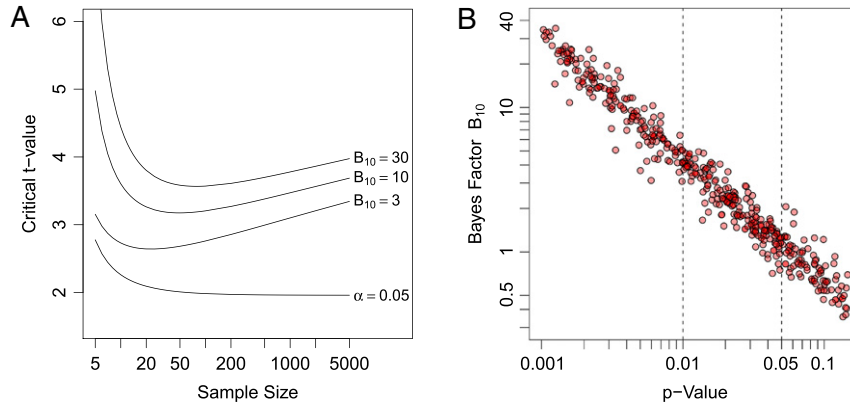 A
Critical t−value
6
5
4
3
2
B₁₀ = 30
B₁₀ = 10
B₁₀ = 3
α = 0.05
5 20 50 200 1000 5000
Sample Size
B
Bayes Factor B₁₀
40
10
1
0.5
0.001 0.01 0.05 0.1
p−Value